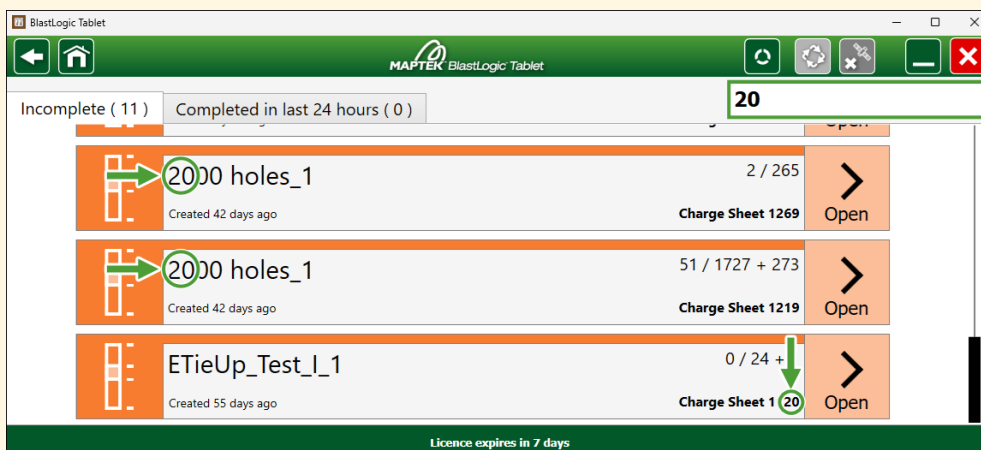 BlastLogic Tablet
MAPTEK BlastLogic Tablet
Incomplete ( 11 )
Completed in last 24 hours ( 0 )
20
Open
2000 holes_1
2 / 265
Created 42 days ago
Charge Sheet 1269
Open
2000 holes_1
51 / 1727 + 273
Created 42 days ago
Charge Sheet 1219
Open
ETieUp_Test_I_1
0 / 24 +
Created 55 days ago
Charge Sheet 1 20
Open
Licence expires in 7 days